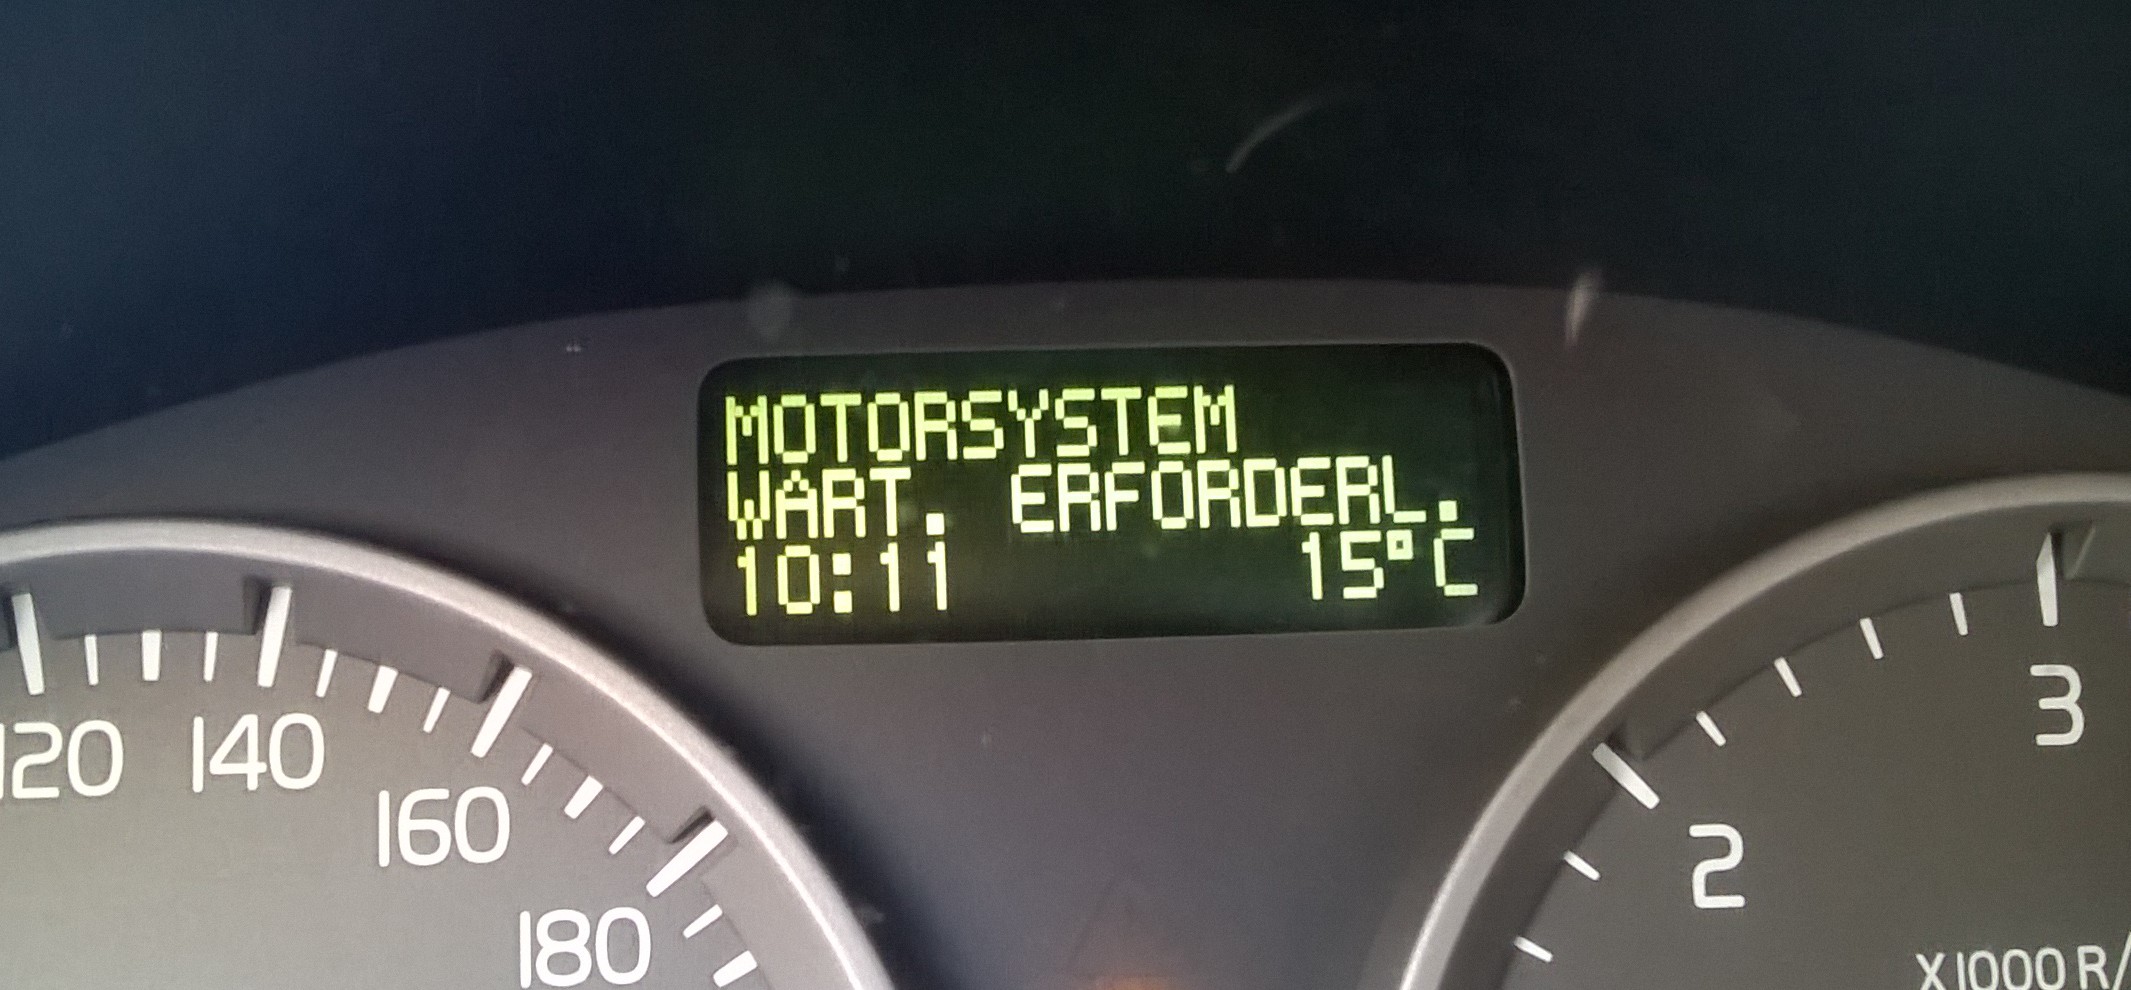 MOTORSYSTEM
WART. ERFORDERL.
10:11 15°C
120
140
160
180
2
3
X1000 R/